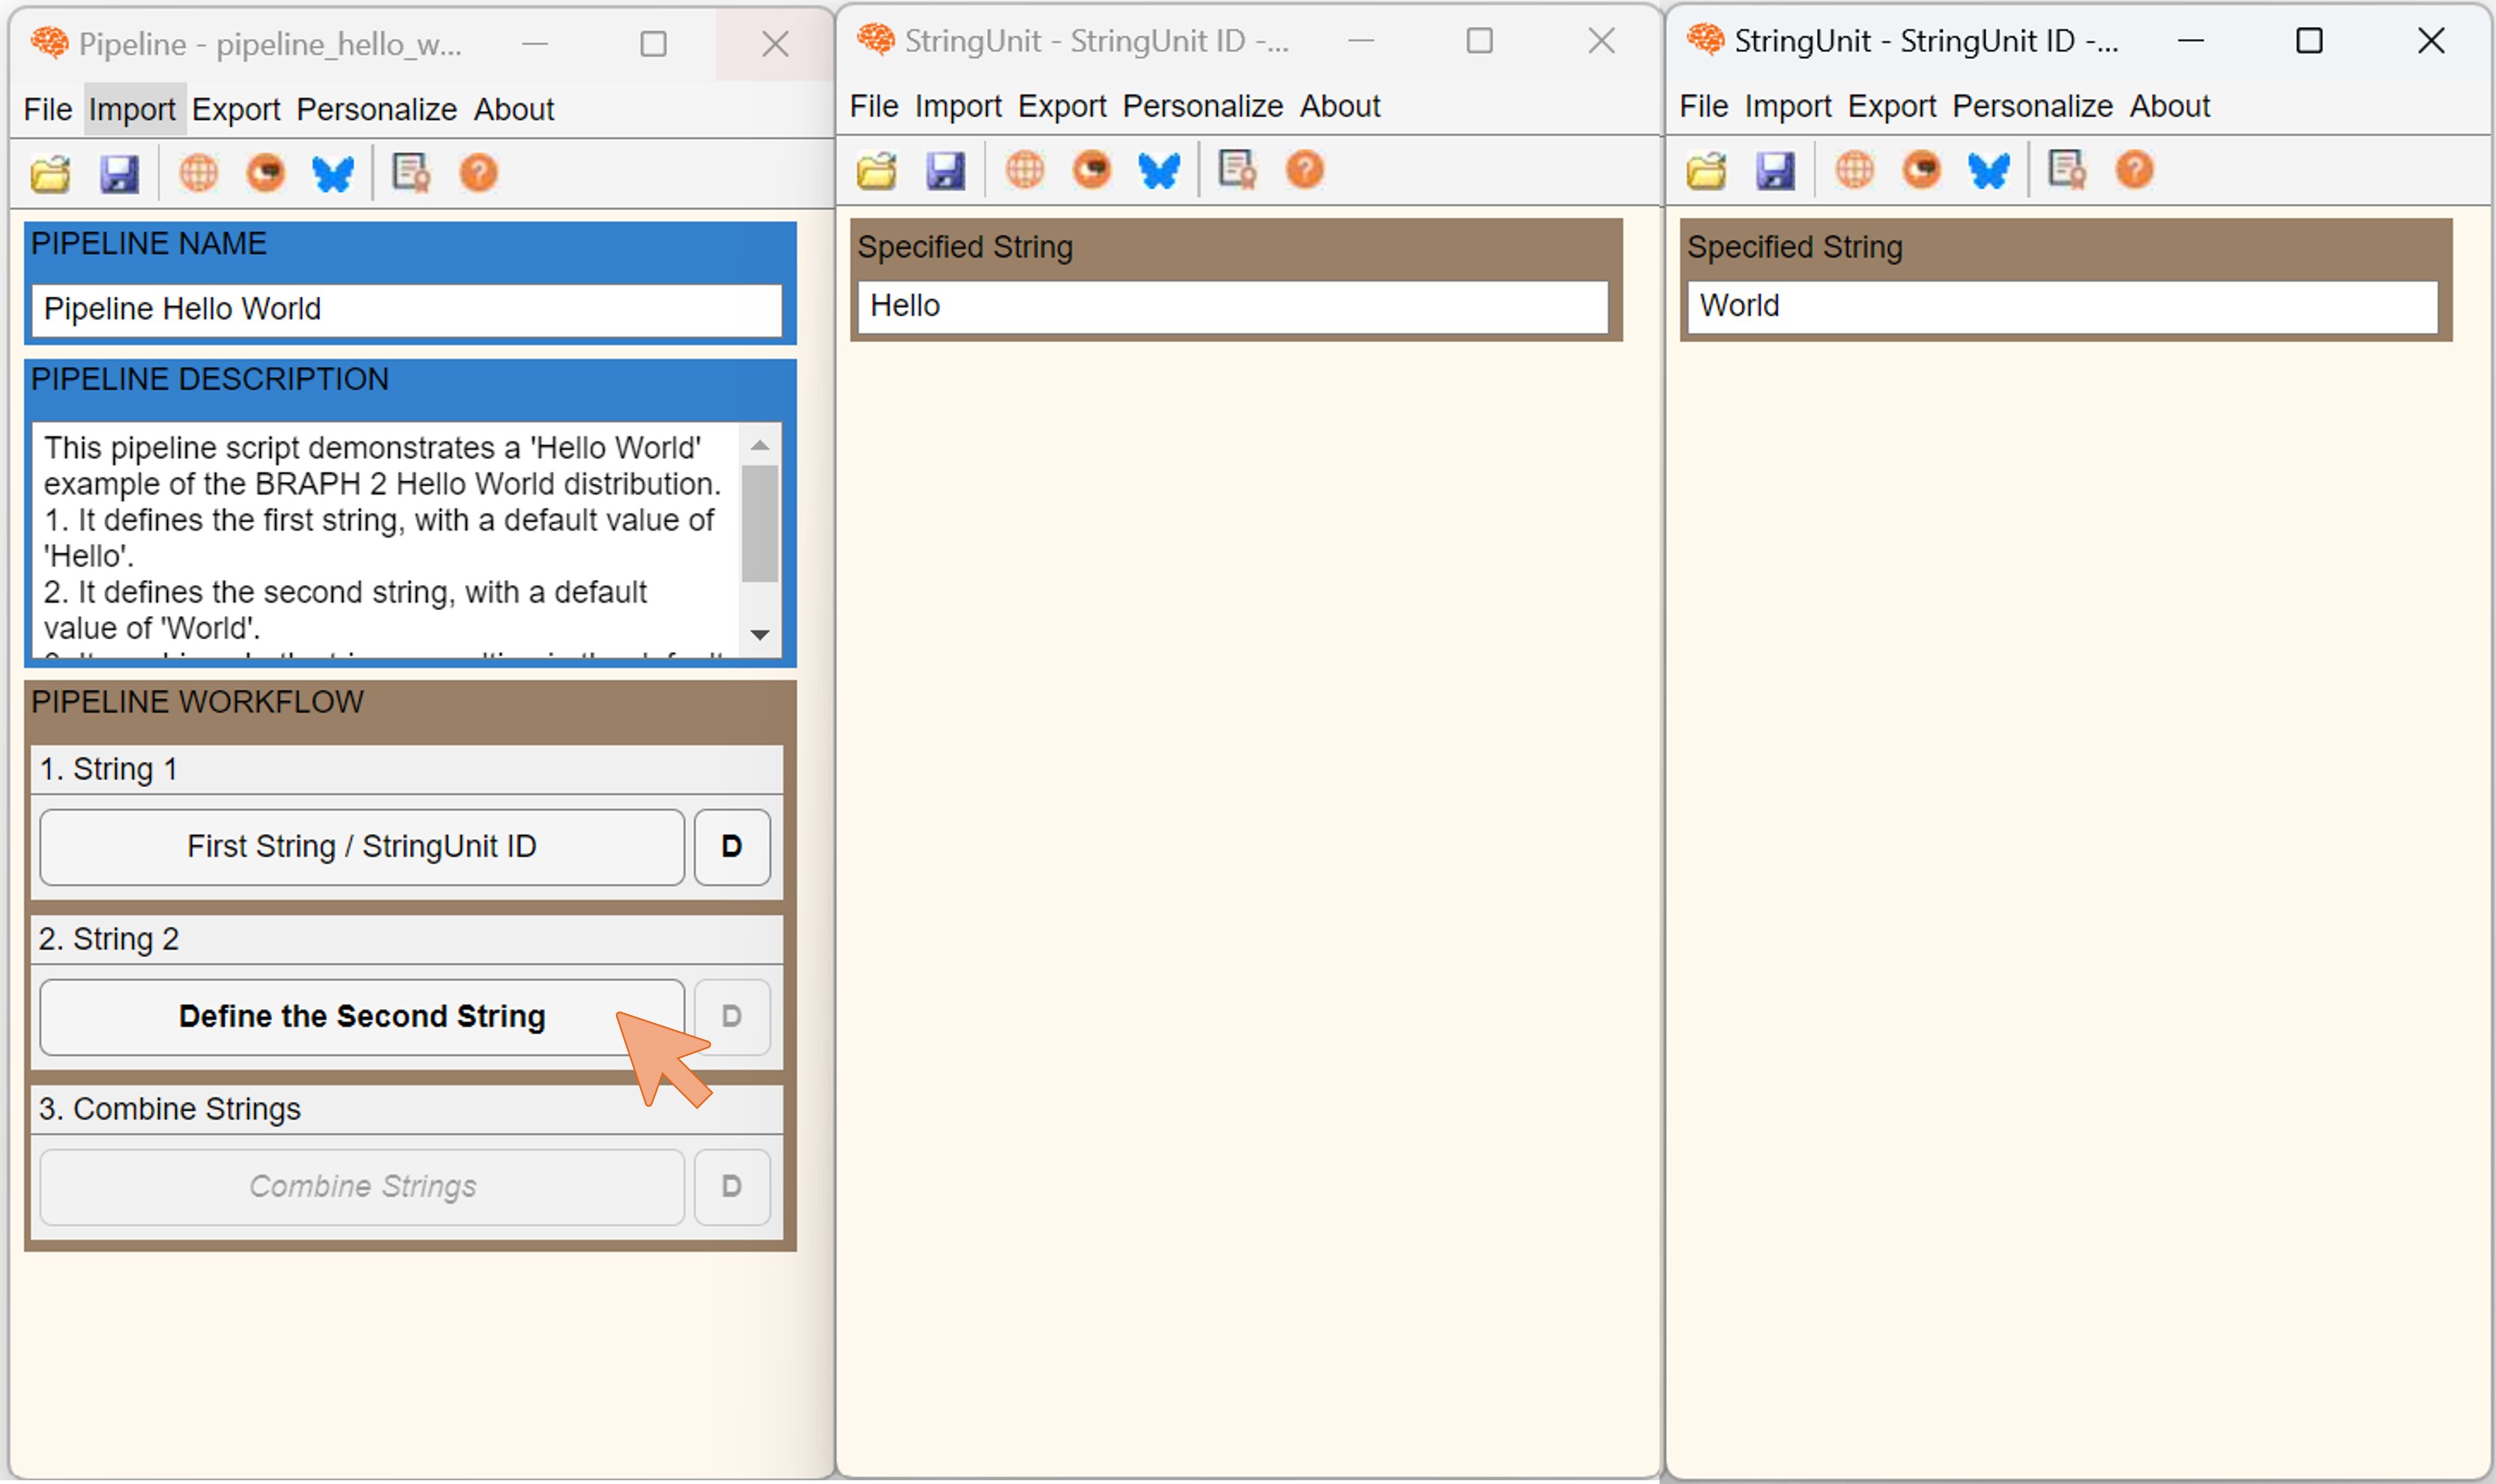 Pipeline - pipeline_hello_w...
File Import Export Personalize About
PIPELINE NAME
Pipeline Hello World
PIPELINE DESCRIPTION
This pipeline script demonstrates a 'Hello World'
example of the BRAPH 2 Hello World distribution.
1. It defines the first string, with a default value of
'Hello'.
2. It defines the second string, with a default
value of 'World'.
PIPELINE WORKFLOW
1. String 1
First String / StringUnit ID D
2. String 2
Define the Second String D
3. Combine Strings
Combine Strings D
StringUnit - StringUnit ID -...
File Import Export Personalize About
Specified String
Hello
StringUnit - StringUnit ID -...
File Import Export Personalize About
Specified String
World